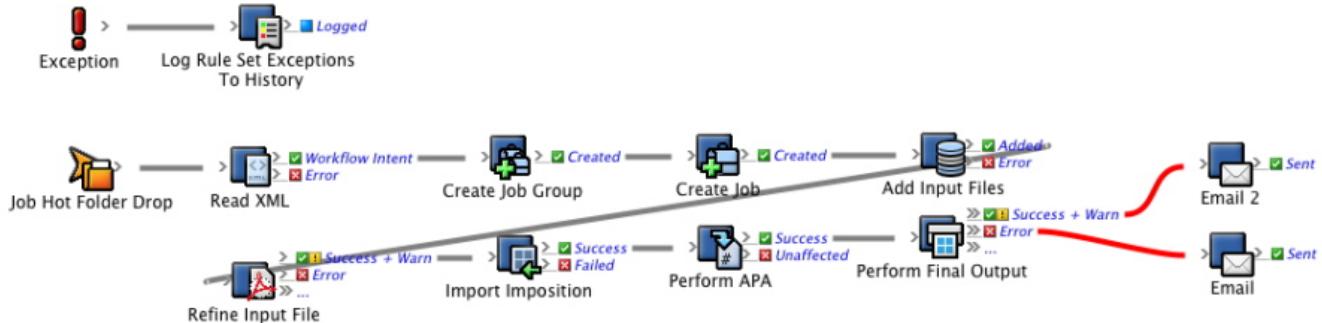 Logged
Exception
Log Rule Set Exceptions
To History
Workflow Intent
Error
Created
Created
Added
Error
Job Hot Folder Drop
Read XML
Create Job Group
Create Job
Add Input Files
Sent
Email 2
Success + Warn
Error
...
Success + Warn
Error
...
Success
Failed
Success
Unaffected
Sent
Refine Input File
Import Imposition
Perform APA
Perform Final Output
Email